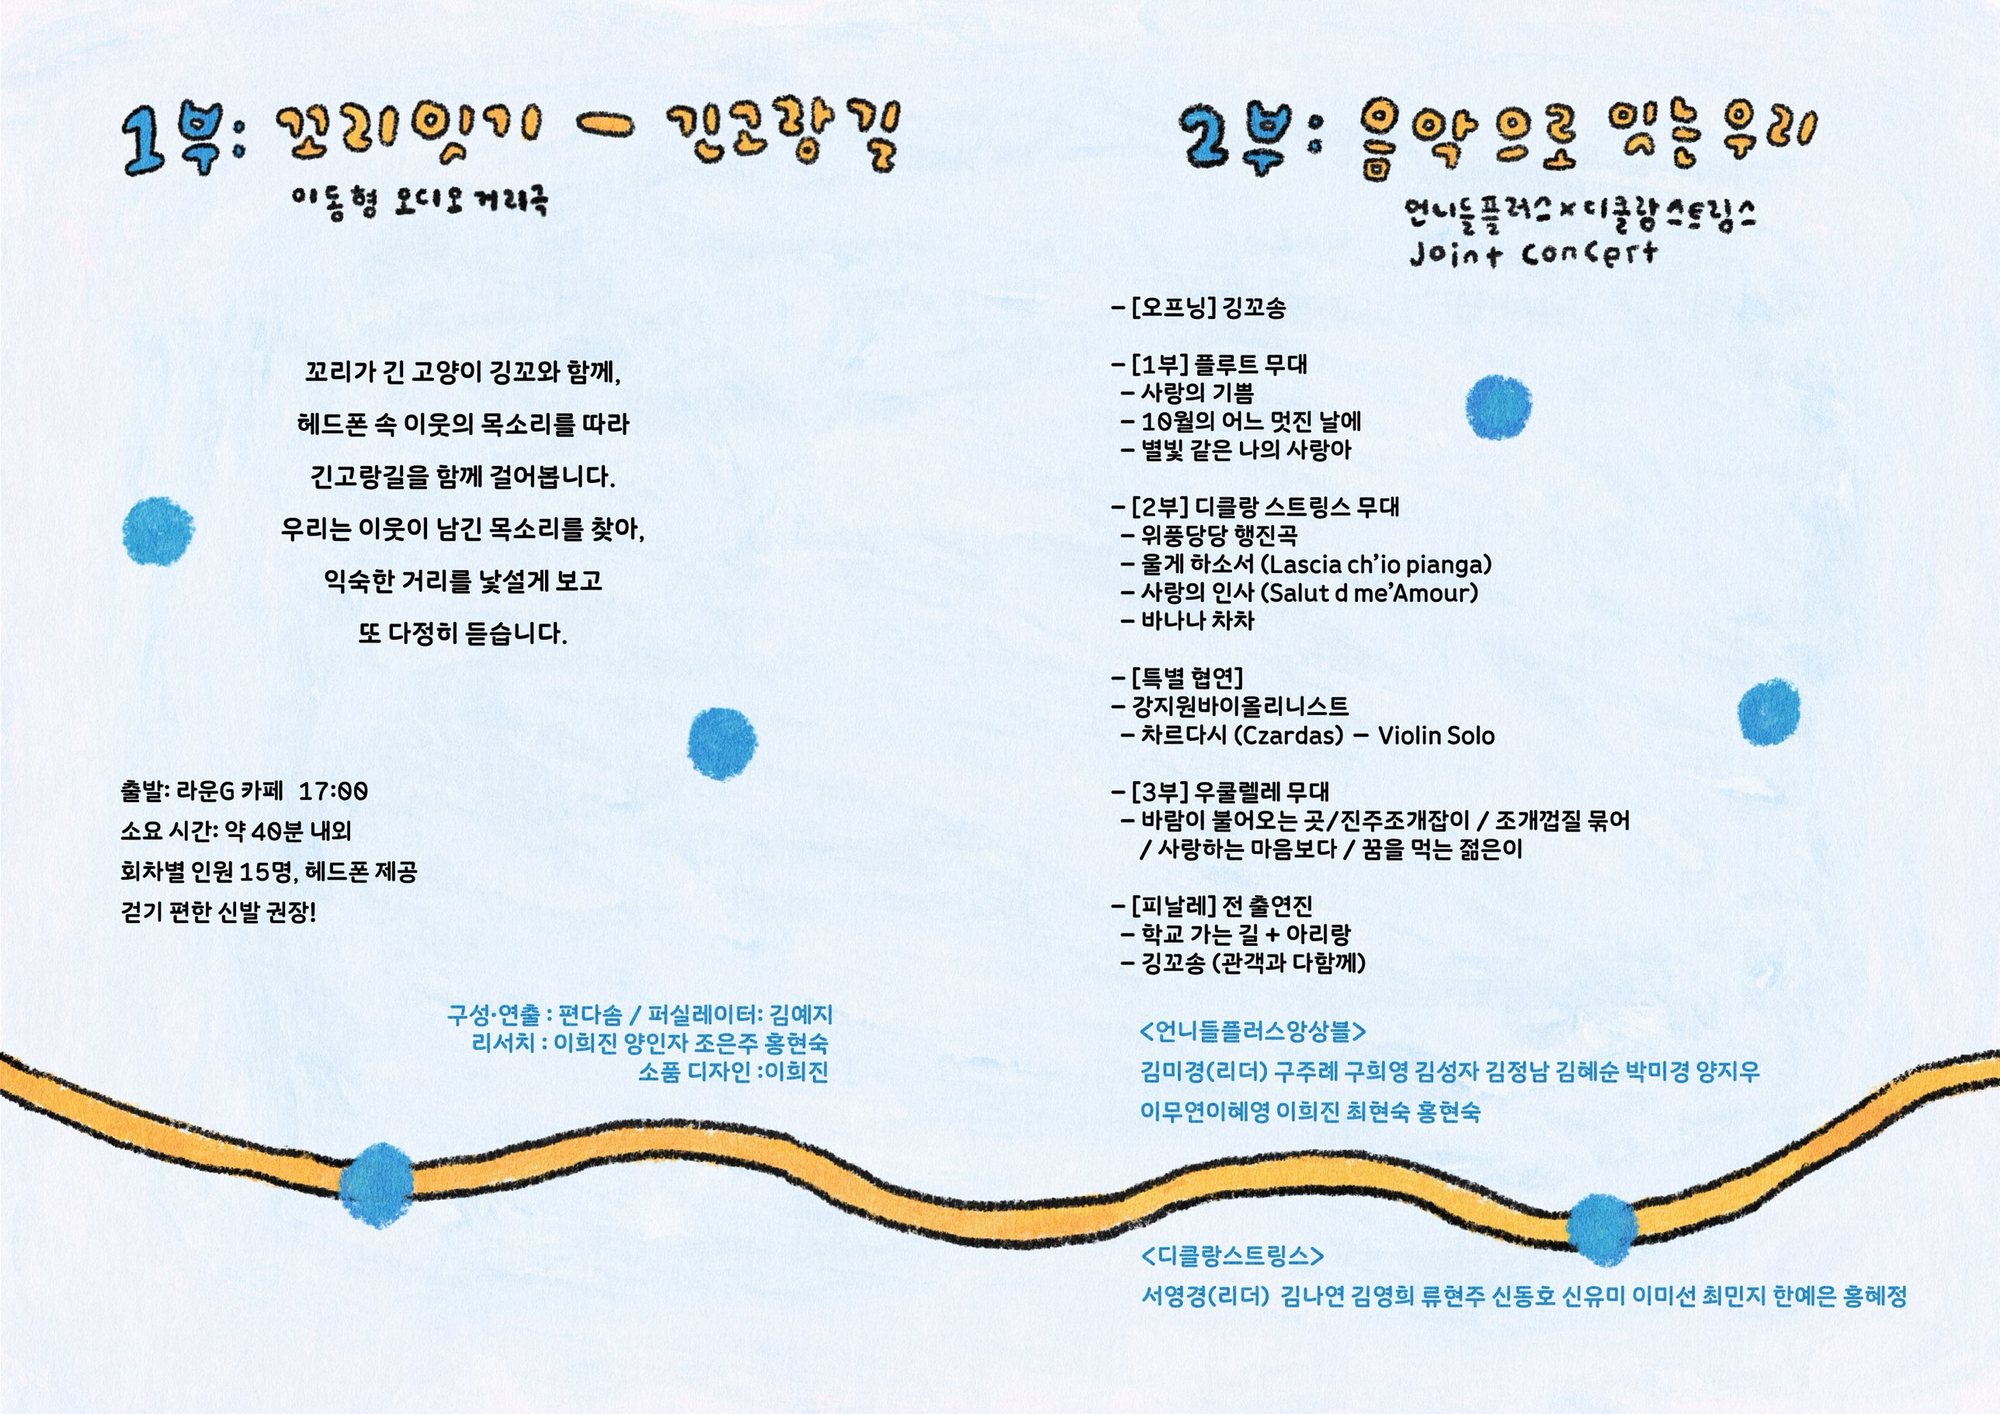 1부: 꼬리잇기 - 긴고랑길
이동형 오디오 거리극
꼬리가 긴 고양이 깅꼬와 함께,
헤드폰 속 이웃의 목소리를 따라
긴고랑길을 함께 걸어봅니다.
우리는 이웃이 남긴 목소리를 찾아,
익숙한 거리를 낯설게 보고
또 다정히 듣습니다.
출발: 라운G 카페 17:00
소요 시간: 약 40분 내외
회차별 인원 15명, 헤드폰 제공
걷기 편한 신발 권장!
구성·연출 : 편다솜 / 퍼실레이터: 김예지
리서치 : 이희진 양인자 조은주 홍현숙
소품 디자인 :이희진
2부: 음악으로 잇는 우리
언니들플러스x디클랑스트링스
Joint Concert
– [오프닝] 깅꼬송
– [1부] 플루트 무대
– 사랑의 기쁨
– 10월의 어느 멋진 날에
– 별빛 같은 나의 사랑아
– [2부] 디클랑 스트링스 무대
– 위풍당당 행진곡
– 울게 하소서 (Lascia ch’io pianga)
– 사랑의 인사 (Salut d me’Amour)
– 바나나 차차
– [특별 협연]
– 강지원바이올리니스트
– 차르다시 (Czardas) – Violin Solo
– [3부] 우쿨렐레 무대
– 바람이 불어오는 곳/진주조개잡이 / 조개껍질 묶어
/ 사랑하는 마음보다 / 꿈을 먹는 젊은이
– [피날레] 전 출연진
– 학교 가는 길 + 아리랑
– 깅꼬송 (관객과 다함께)
<언니들플러스앙상블>
김미경(리더) 구주례 구희영 김성자 김정남 김혜순 박미경 양지우
이무연이혜영 이희진 최현숙 홍현숙
<디클랑스트링스>
서영경(리더) 김나연 김영희 류현주 신동호 신유미 이미선 최민지 한예은 홍혜정